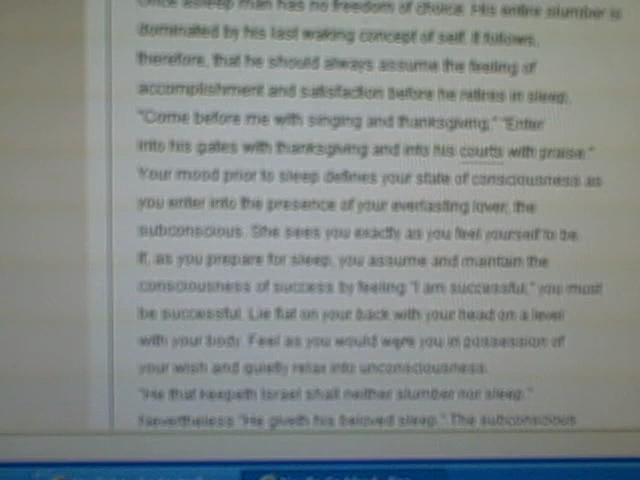 Once asleep man has no freedom of choice. His entire slumber is
dominated by his last waking concept of self. It follows,
therefore, that he should always assume the feeling of
accomplishment and satisfaction before he retires in sleep,
"Come before me with singing and thanksgiving," "Enter
into his gates with thanksgiving and into his courts with praise."
Your mood prior to sleep defines your state of consciousness as
you enter into the presence of your everlasting lover, the
subconscious. She sees you exactly as you feel yourself to be.
If, as you prepare for sleep, you assume and maintain the
consciousness of success by feeling "I am successful," you must
be successful. Lie flat on your back with your head on a level
with your body. Feel as you would were you in possession of
your wish and quietly relax into unconsciousness.
"He that keepeth Israel shall neither slumber nor sleep."
Nevertheless "He giveth his beloved sleep." The subconscious